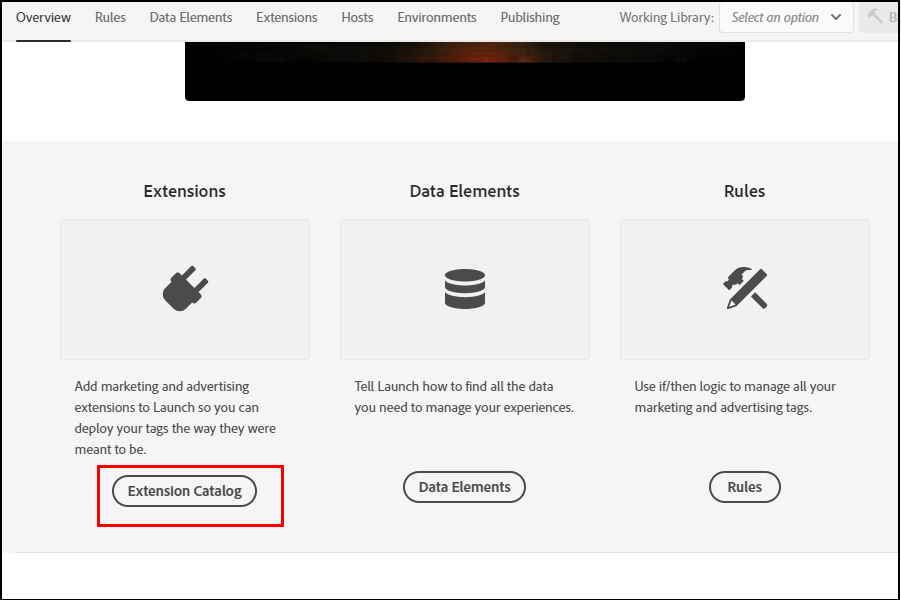 Overview Rules Data Elements Extensions Hosts Environments Publishing Working Library: Select an option B
Extensions Data Elements Rules
Add marketing and advertising
extensions to Launch so you can
deploy your tags the way they were
meant to be.
Tell Launch how to find all the data
you need to manage your experiences.
Use if/then logic to manage all your
marketing and advertising tags.
Extension Catalog Data Elements Rules